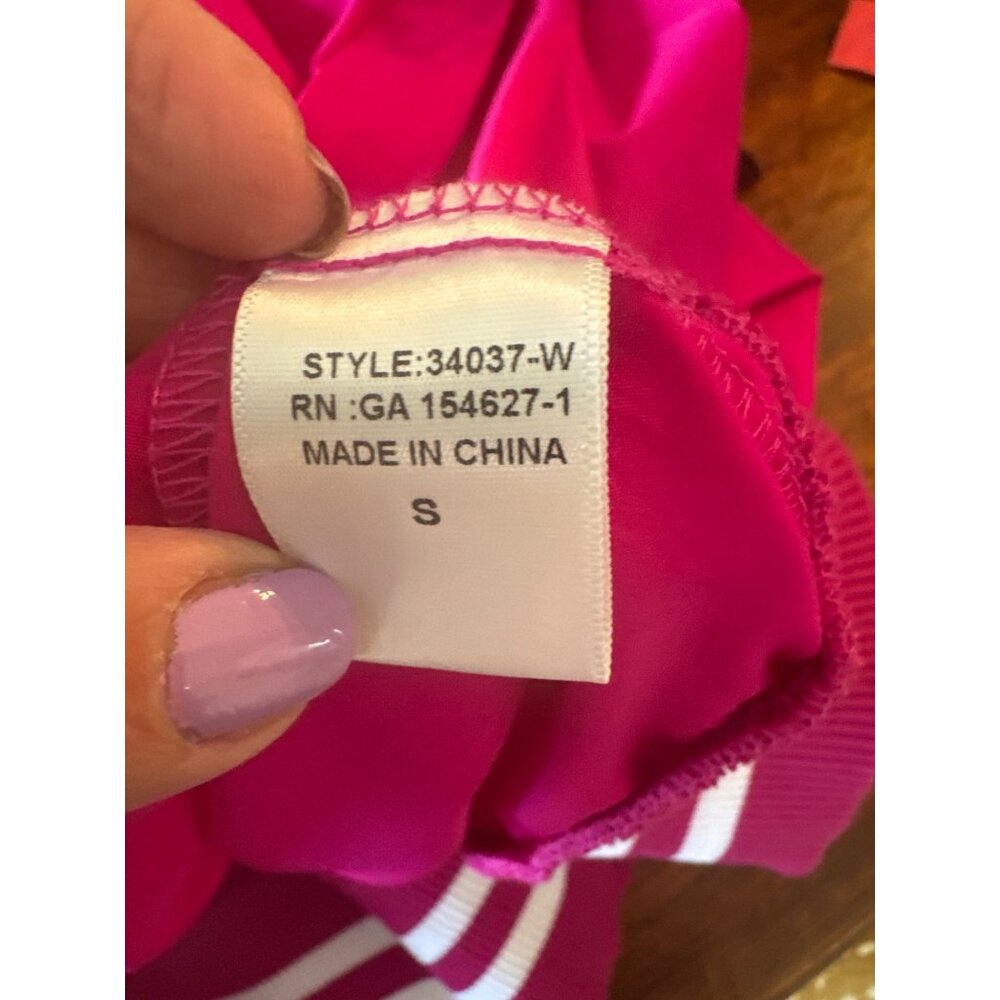 STYLE:34037-W
RN :GA 154627-1
MADE IN CHINA
S